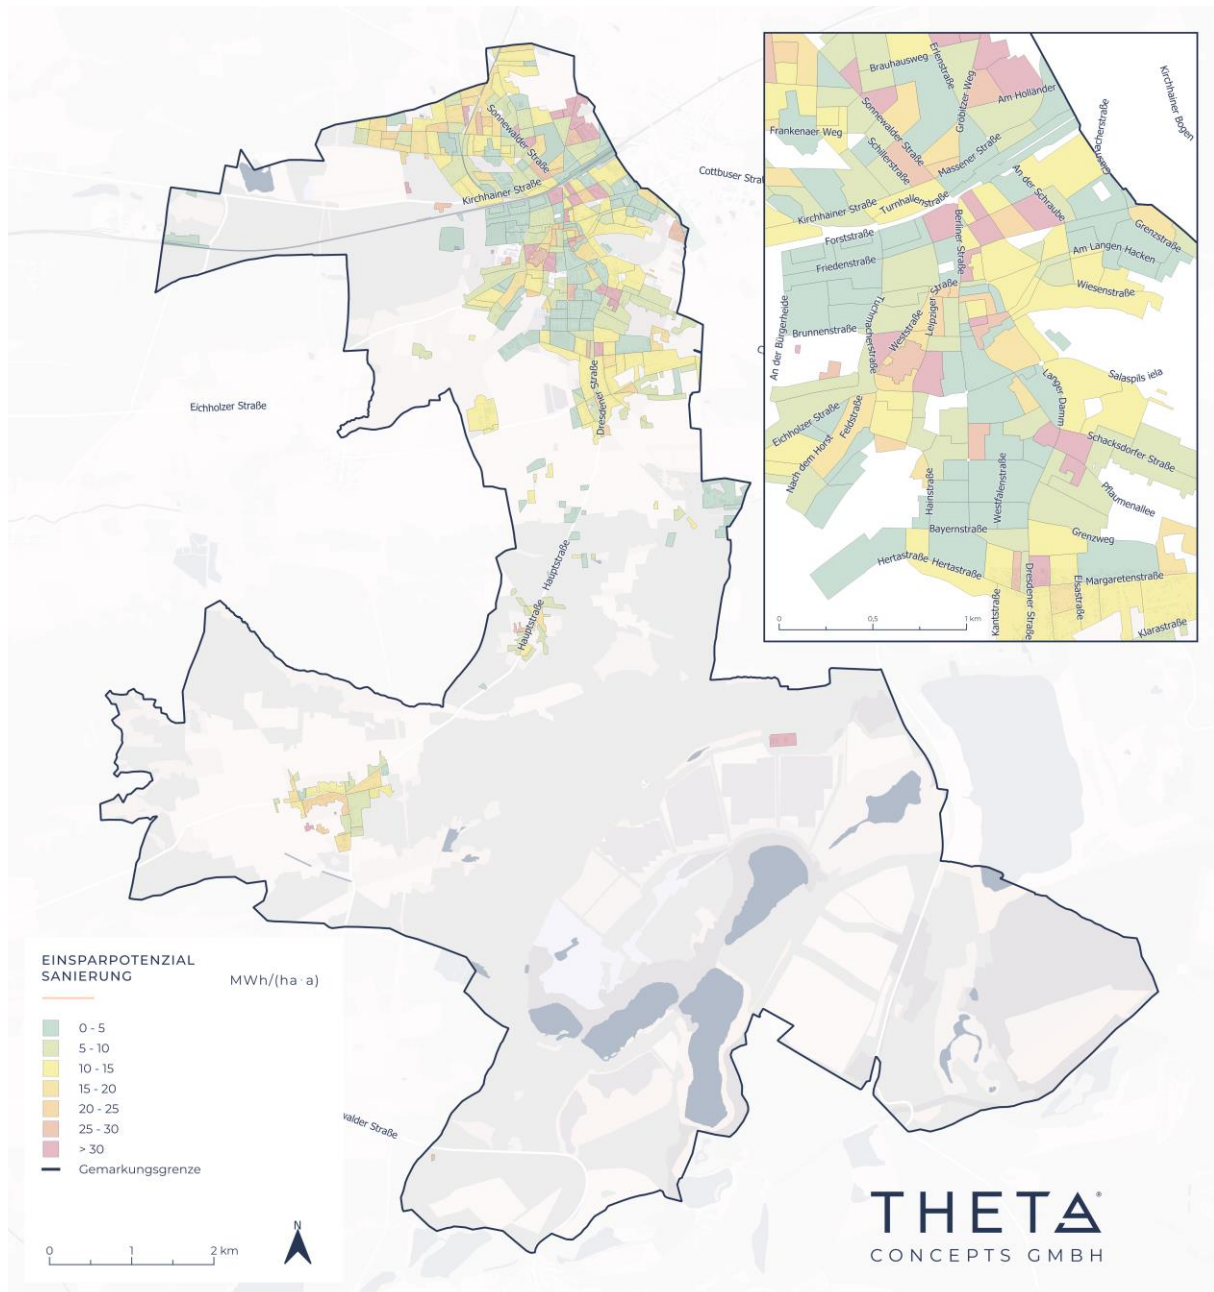 Sonnewalder Straße
Kirchhainer Straße
Cottbuser Straß
Eichholzer Straße
Dresdener Straße
Hauptstraße
Hauptstraße
walder Straße
Brauhausweg
Erlenstraße
Gröbitzer Weg
Am Holländer
Kirchhainer Bogen
Frankenaer Weg
Sonnewalder Straße
Schillerstraße
Massener Straße
An der Schraube
Kirchhainer Straße
Turnhallenstraße
Berliner Straße
Grenzstraße
Forststraße
Friedenstraße
Am Langen Hacken
Wiesenstraße
An der Bürgerheide
Brunnenstraße
Tuchmacherstraße
Weststraße
Leipziger Straße
Langer Damm
Salaspils iela
Eichholzer Straße
Feldstraße
Nach dem Horst
Schacksdorfer Straße
Pflaumenallee
Hainstraße
Westfalenstraße
Bayernstraße
Grenzweg
Hertastraße
Hertastraße
Margaretenstraße
Kantstraße
Dresdener Straße
Elsastraße
Klarastraße
0 0,5 1 km
EINSPARPOTENZIAL
SANIERUNG MWh/(ha·a)
0 - 5
5 - 10
10 - 15
15 - 20
20 - 25
25 - 30
> 30
Gemarkungsgrenze
N
0 1 2 km
THETA®
CONCEPTS GMBH